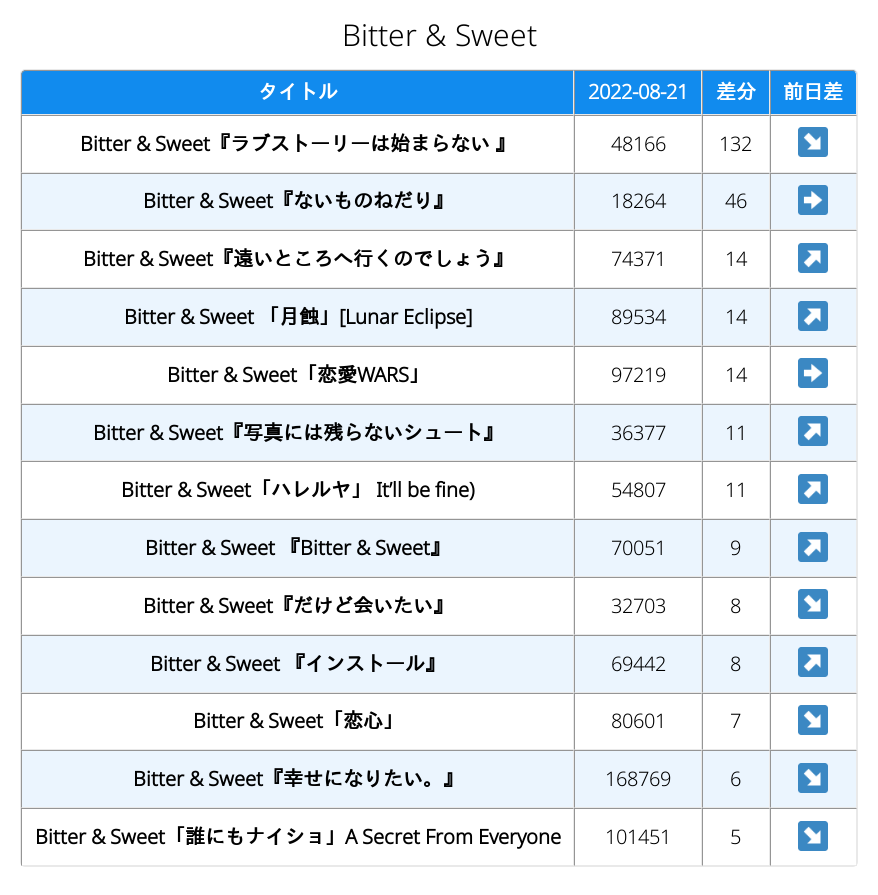 Bitter & Sweet
タイトル 2022-08-21 差分 前日差
Bitter & Sweet『ラブストーリーは始まらない 』 48166 132 ↘
Bitter & Sweet『ないものねだり』 18264 46 ➡
Bitter & Sweet『遠いところへ行くのでしょう』 74371 14 ↗
Bitter & Sweet 「月蝕」[Lunar Eclipse] 89534 14 ↗
Bitter & Sweet「恋愛WARS」 97219 14 ➡
Bitter & Sweet『写真には残らないシュート』 36377 11 ↗
Bitter & Sweet「ハレルヤ」 It’ll be fine) 54807 11 ↗
Bitter & Sweet 『Bitter & Sweet』 70051 9 ↗
Bitter & Sweet『だけど会いたい』 32703 8 ↘
Bitter & Sweet 『インストール』 69442 8 ↗
Bitter & Sweet「恋心」 80601 7 ↘
Bitter & Sweet『幸せになりたい。』 168769 6 ↘
Bitter & Sweet「誰にもナイショ」A Secret From Everyone 101451 5 ↘